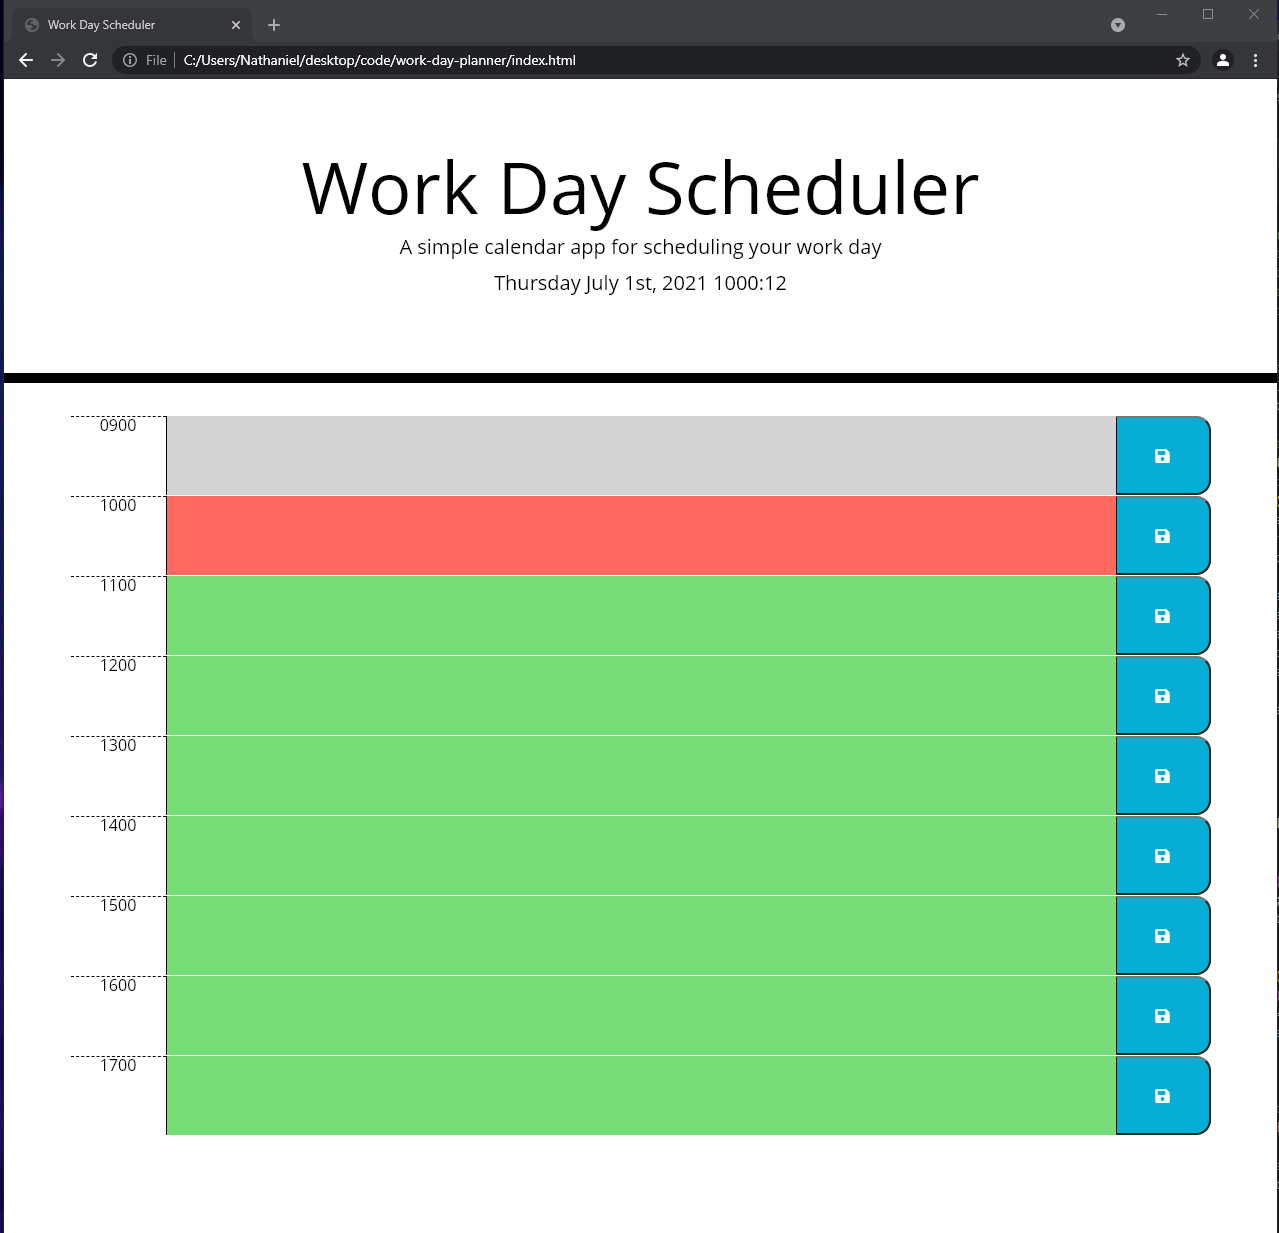 Work Day Scheduler
File C:/Users/Nathaniel/desktop/code/work-day-planner/index.html
Work Day Scheduler
A simple calendar app for scheduling your work day
Thursday July 1st, 2021 1000:12
0900
1000
1100
1200
1300
1400
1500
1600
1700